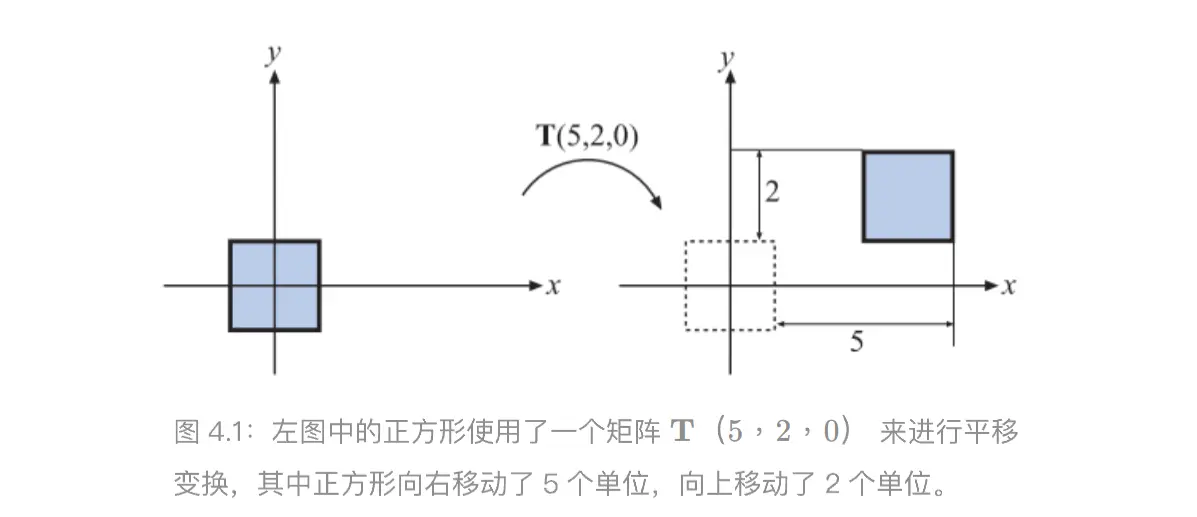 y
x
T(5,2,0)
y
2
x
5
图 4.1：左图中的正方形使用了一个矩阵 T（5，2，0） 来进行平移
变换，其中正方形向右移动了 5 个单位，向上移动了 2 个单位。